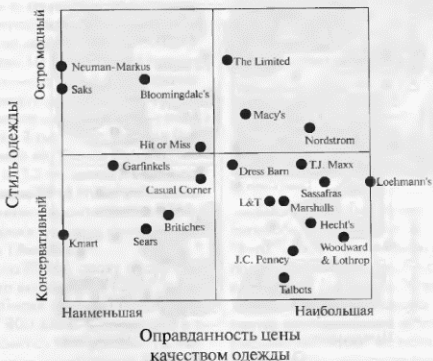 Стиль одежды
Остро модный
Консервативный
Neuman-Markus
Saks
Bloomingdale's
The Limited
Macy's
Nordstrom
Hit or Miss
Garfinkels
Casual Corner
Dress Barn
T.J. Maxx
Sassafras
Loehmann's
L&T
Marshalls
Britiches
Hecht's
Kmart
Sears
Woodward
& Lothrop
J.C. Penney
Talbots
Наименьшая
Наибольшая
Оправданность цены
качеством одежды